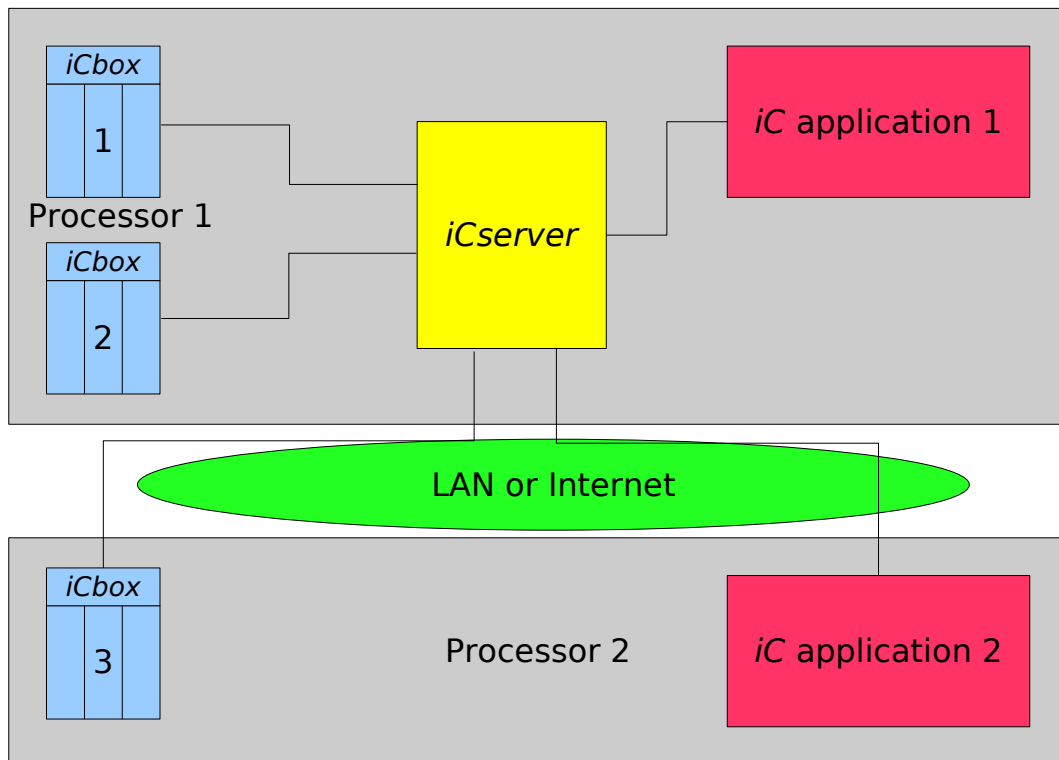 iCbox
1
iC application 1
Processor 1
iCserver
iCbox
2
LAN or Internet
iCbox
3
Processor 2
iC application 2